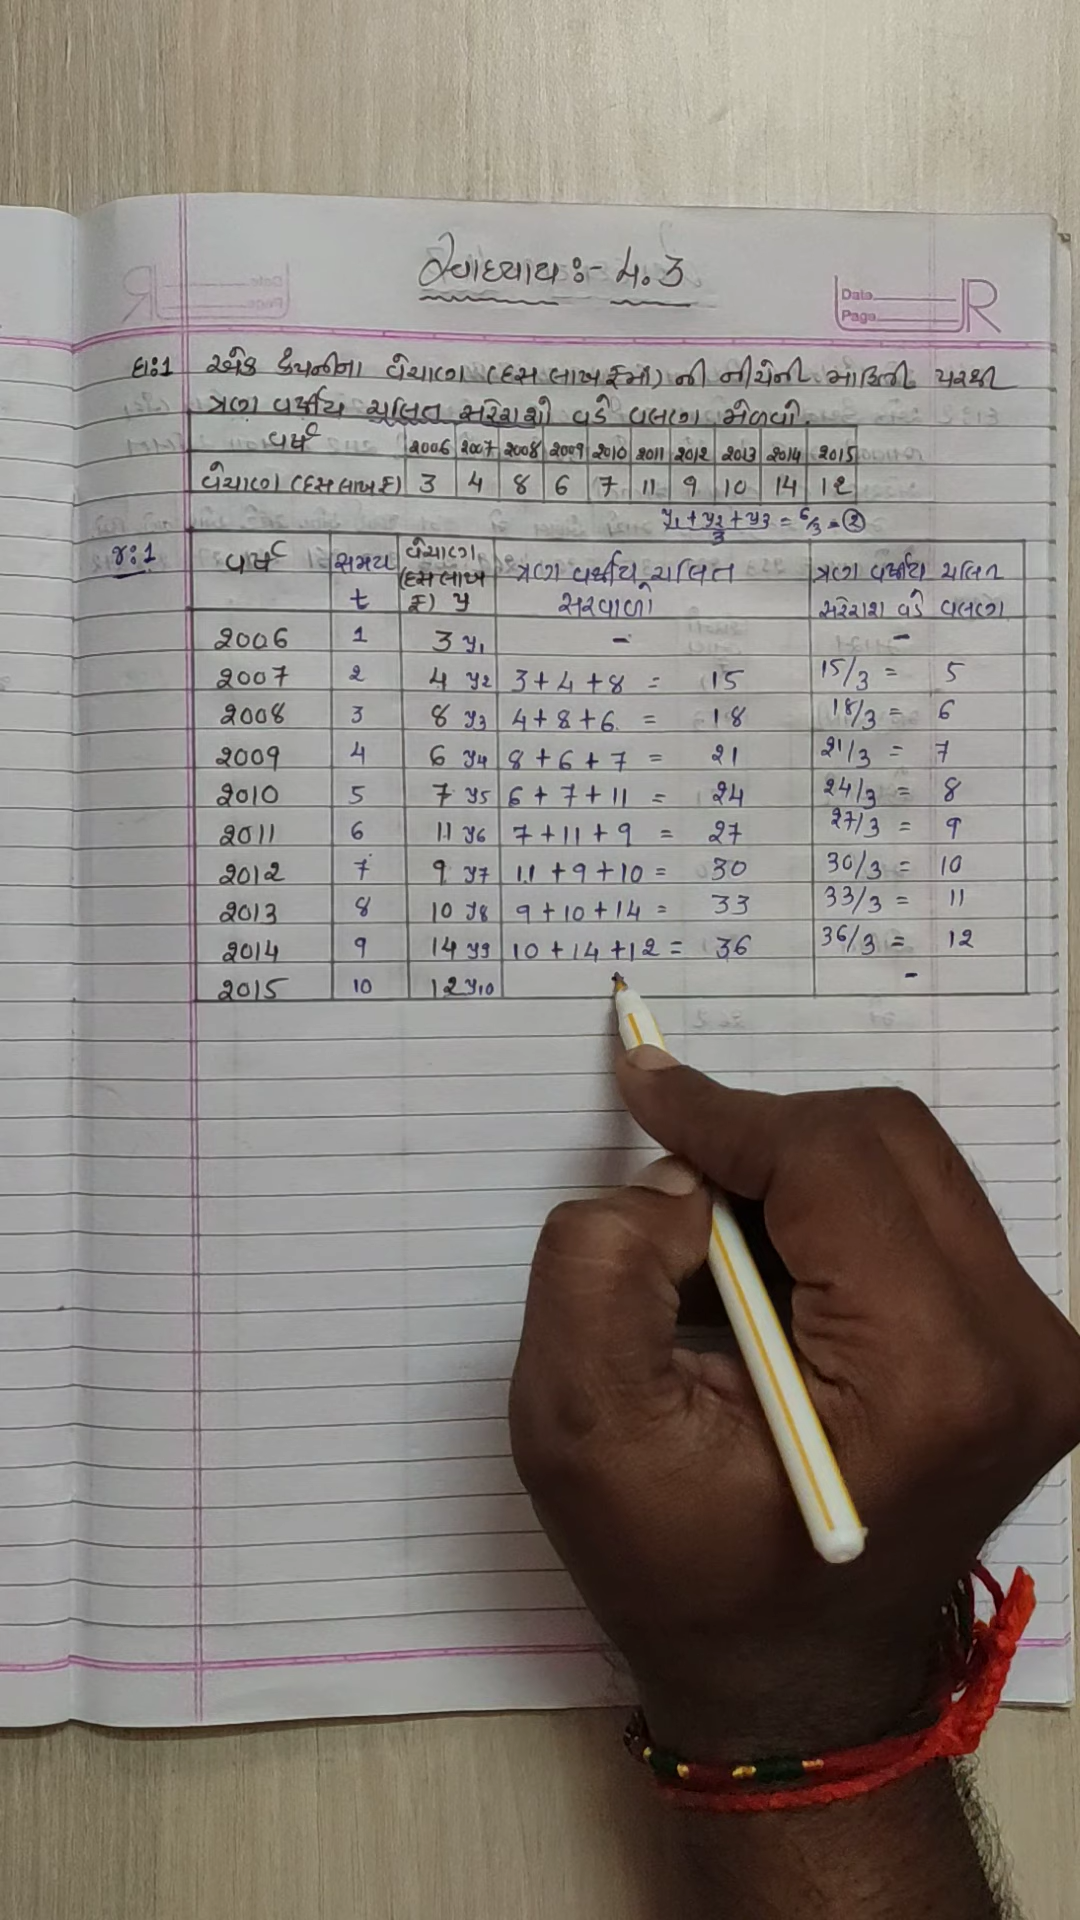 સ્વાધ્યાય:- 4.3
Date
Page
R
દા:1 એક કંપનીના વેચાણ (દસ લાખ ₹માં) ની નીચેની માહિતી પરથી
ત્રણ વર્ષીય ચલિત સરેરાશો વડે વલણ મેળવો.
વર્ષ 2006 2007 2008 2009 2010 2011 2012 2013 2014 2015
વેચાણ (દસ લાખ ₹) 3 4 8 6 7 11 9 10 14 12
y1 + y2 + y3 / 3 = 6/3 = 2
જ:1 વર્ષ સમય t વેચાણ (દસ લાખ ₹) y ત્રણ વર્ષીય ચલિત સરવાળો ત્રણ વર્ષીય ચલિત સરેરાશ વડે વલણ
2006 1 3 y1 - -
2007 2 4 y2 3+4+8 = 15 15/3 = 5
2008 3 8 y3 4+8+6 = 18 18/3 = 6
2009 4 6 y4 8+6+7 = 21 21/3 = 7
2010 5 7 y5 6+7+11 = 24 24/3 = 8
2011 6 11 y6 7+11+9 = 27 27/3 = 9
2012 7 9 y7 11+9+10 = 30 30/3 = 10
2013 8 10 y8 9+10+14 = 33 33/3 = 11
2014 9 14 y9 10+14+12 = 36 36/3 = 12
2015 10 12 y10 -